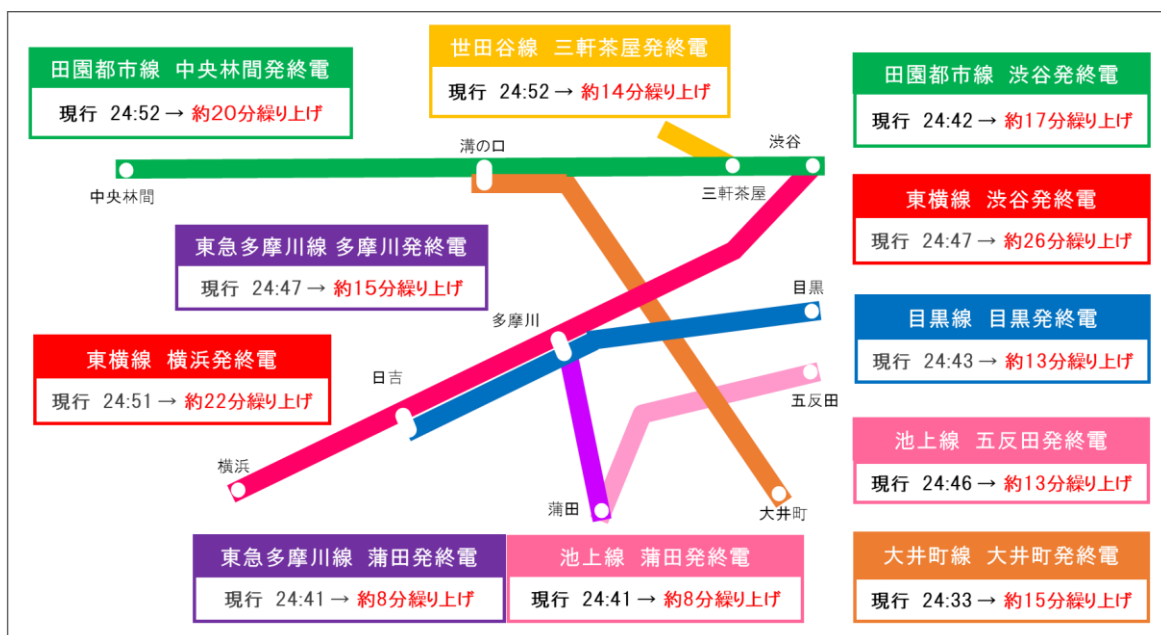 田園都市線 中央林間発終電
現行 24:52 → 約20分繰り上げ
世田谷線 三軒茶屋発終電
現行 24:52 → 約14分繰り上げ
田園都市線 渋谷発終電
現行 24:42 → 約17分繰り上げ
溝の口
渋谷
中央林間
三軒茶屋
東横線 渋谷発終電
現行 24:47 → 約26分繰り上げ
東急多摩川線 多摩川発終電
現行 24:47 → 約15分繰り上げ
目黒
多摩川
目黒線 目黒発終電
現行 24:43 → 約13分繰り上げ
東横線 横浜発終電
現行 24:51 → 約22分繰り上げ
日吉
五反田
池上線 五反田発終電
現行 24:46 → 約13分繰り上げ
横浜
蒲田
大井町
東急多摩川線 蒲田発終電
現行 24:41 → 約8分繰り上げ
池上線 蒲田発終電
現行 24:41 → 約8分繰り上げ
大井町線 大井町発終電
現行 24:33 → 約15分繰り上げ